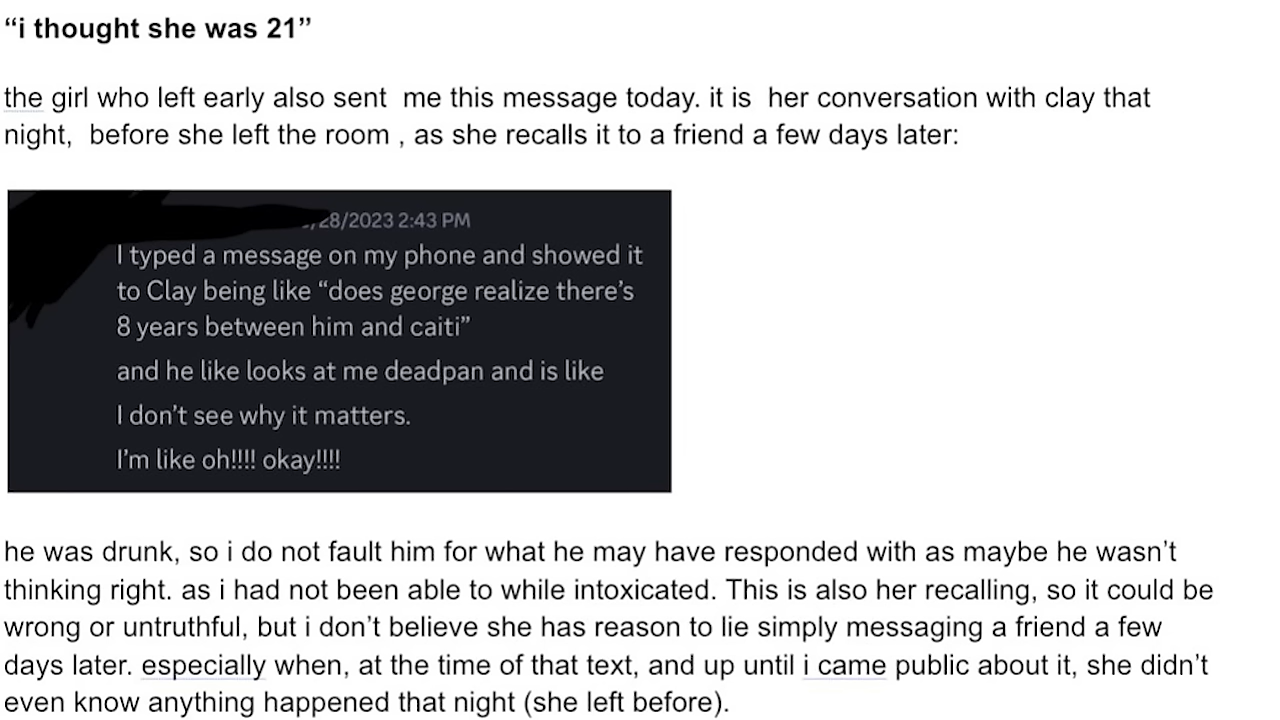 “i thought she was 21”
the girl who left early also sent me this message today. it is her conversation with clay that
night, before she left the room , as she recalls it to a friend a few days later:
/28/2023 2:43 PM
I typed a message on my phone and showed it
to Clay being like “does george realize there’s
8 years between him and caiti”
and he like looks at me deadpan and is like
I don’t see why it matters.
I’m like oh!!!! okay!!!!
he was drunk, so i do not fault him for what he may have responded with as maybe he wasn’t
thinking right. as i had not been able to while intoxicated. This is also her recalling, so it could be
wrong or untruthful, but i don’t believe she has reason to lie simply messaging a friend a few
days later. especially when, at the time of that text, and up until i came public about it, she didn’t
even know anything happened that night (she left before).